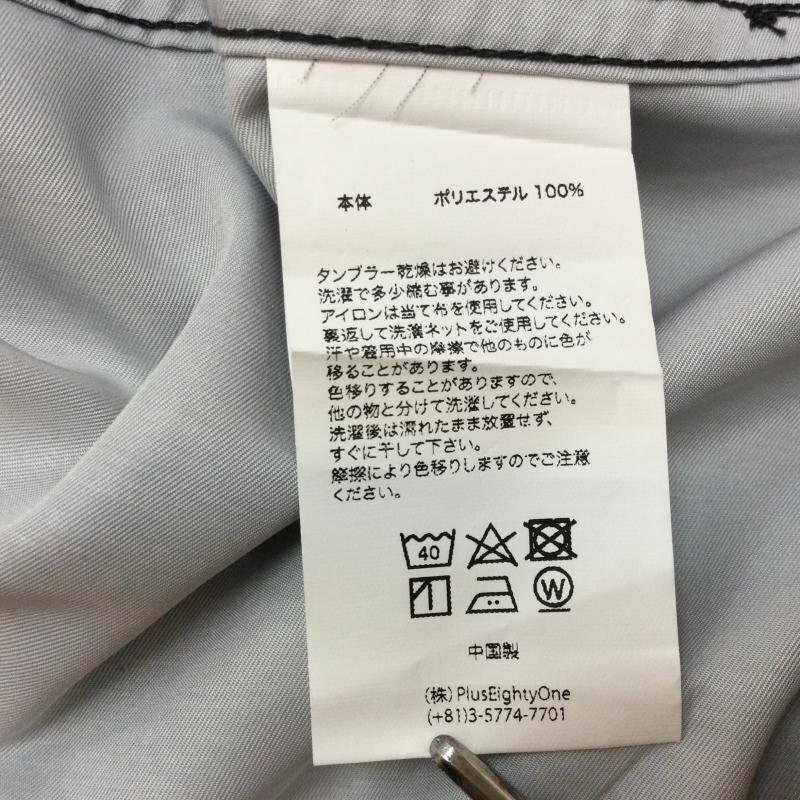 本体 ポリエステル 100%
タンブラー乾燥はお避けください。
洗濯で多少縮む事があります。
アイロンは当て布を使用してください。
裏返して洗濯ネットをご使用してください。
汗や着用中の摩擦で他のものに色が
移ることがあります。
色移りすることがありますので、
他の物と分けて洗濯してください。
洗濯後は濡れたまま放置せず、
すぐに干して下さい。
摩擦により色移りしますのでご注意
ください。
40
W
中国製
(株) PlusEightyOne
(+81)3-5774-7701